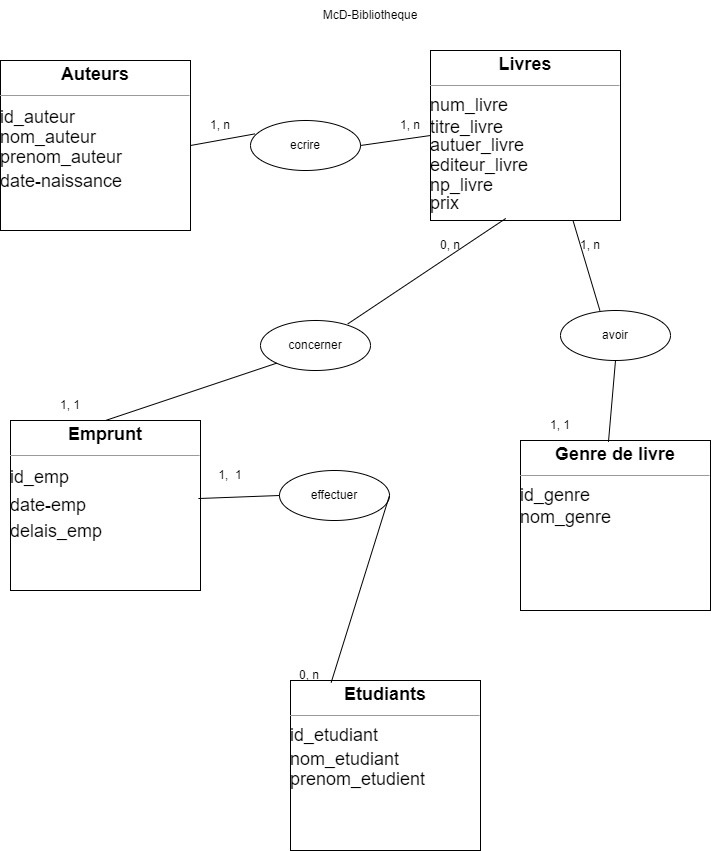 McD-Bibliotheque
Auteurs
id_auteur
nom_auteur
prenom_auteur
date-naissance
1, n
ecrire
1, n
Livres
num_livre
titre_livre
autuer_livre
editeur_livre
np_livre
prix
0, n
1, n
concerner
avoir
1, 1
1, 1
Emprunt
id_emp
date-emp
delais_emp
1, 1
effectuer
Genre de livre
id_genre
nom_genre
0, n
Etudiants
id_etudiant
nom_etudiant
prenom_etudient